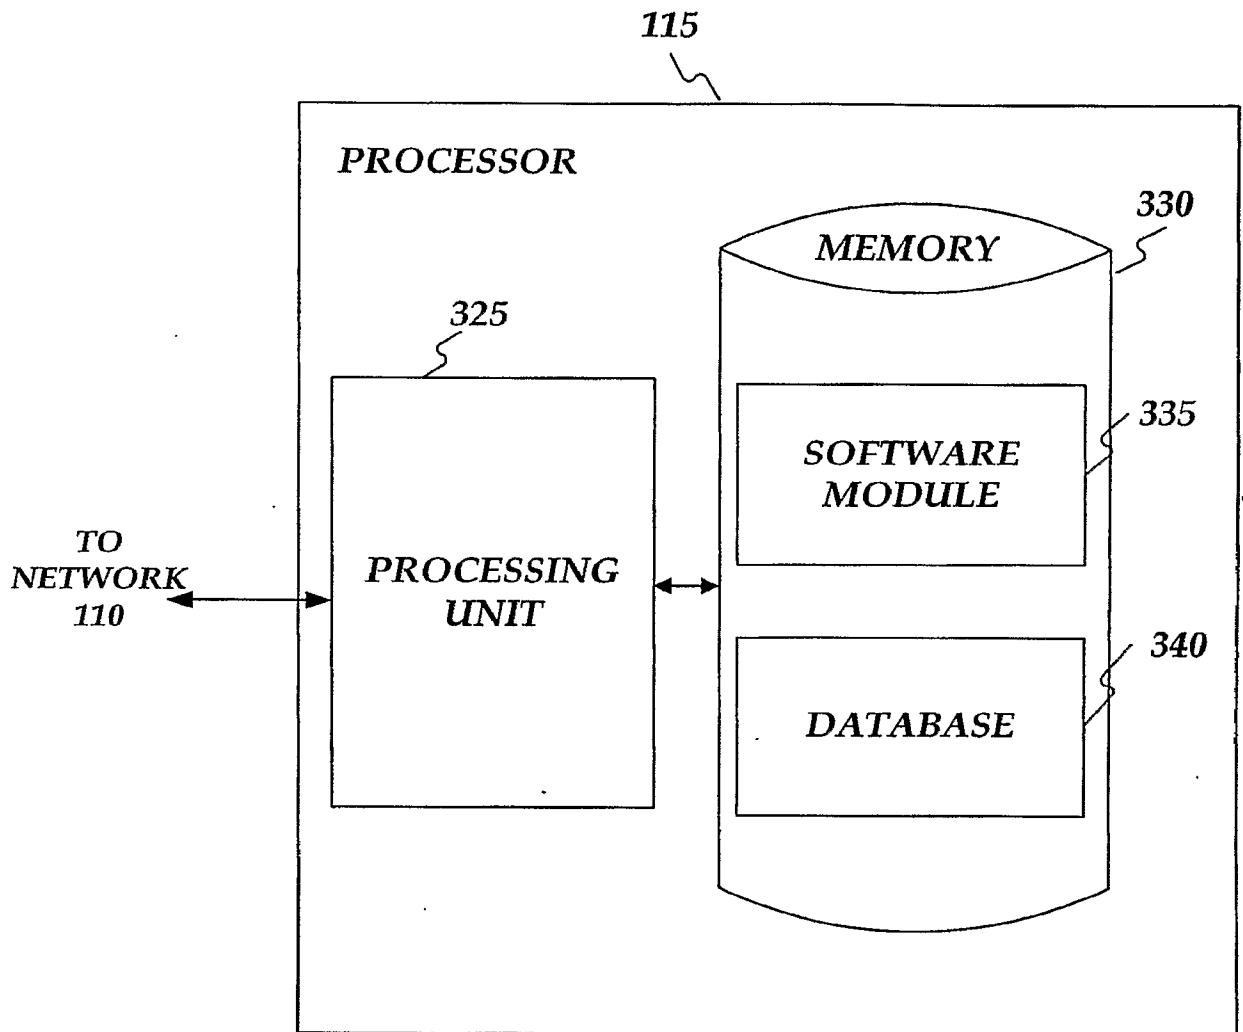 115
PROCESSOR
330
MEMORY
325
335
SOFTWARE
MODULE
TO
NETWORK
110
PROCESSING
UNIT
340
DATABASE